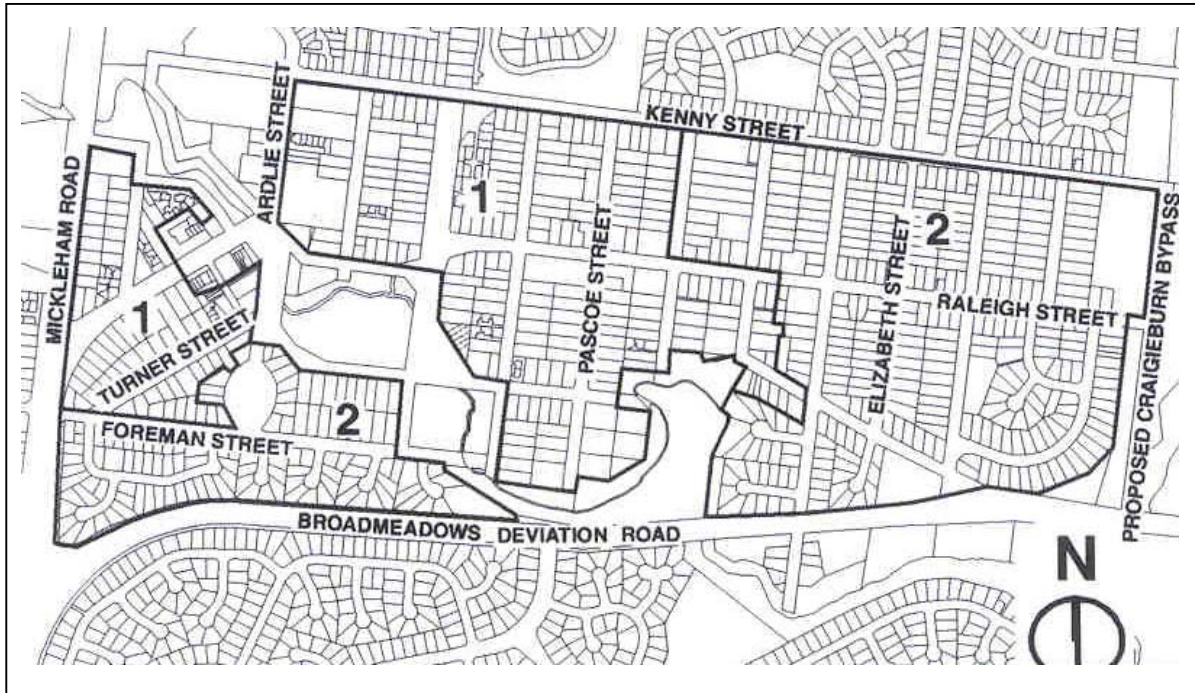 KENNY STREET
ARDLIE STREET
MICKLEHAM ROAD
1
2
PASCOE STREET
ELIZABETH STREET
RALEIGH STREET
PROPOSED CRAIGIEBURN BYPASS
1
TURNER STREET
2
FOREMAN STREET
BROADMEADOWS DEVIATION ROAD
N